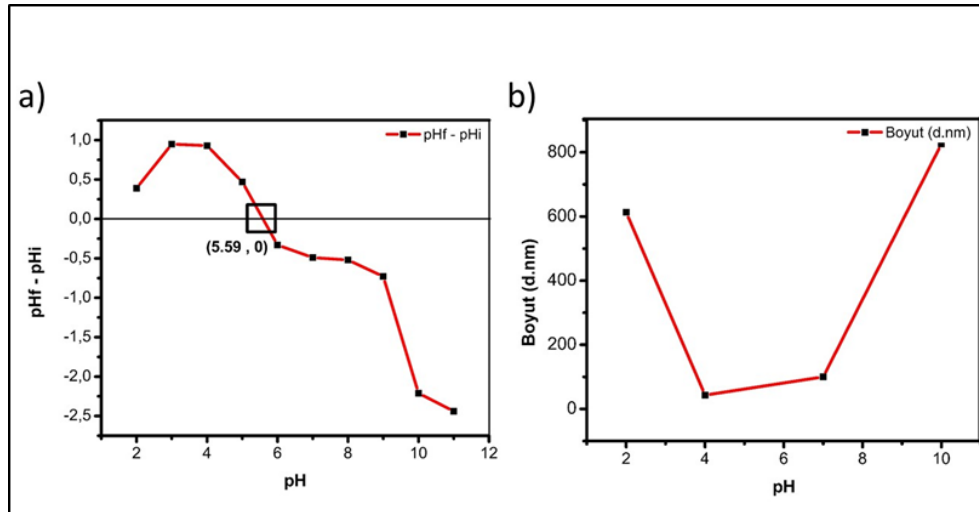 a)
pHf - pHi
1,0
0,5
0,0
-0,5
-1,0
-1,5
-2,0
-2,5
(5.59 , 0)
2 4 6 8 10 12
pH
pHf - pHi
b)
Boyut (d.nm)
800
600
400
200
0
2 4 6 8 10
pH
Boyut (d.nm)